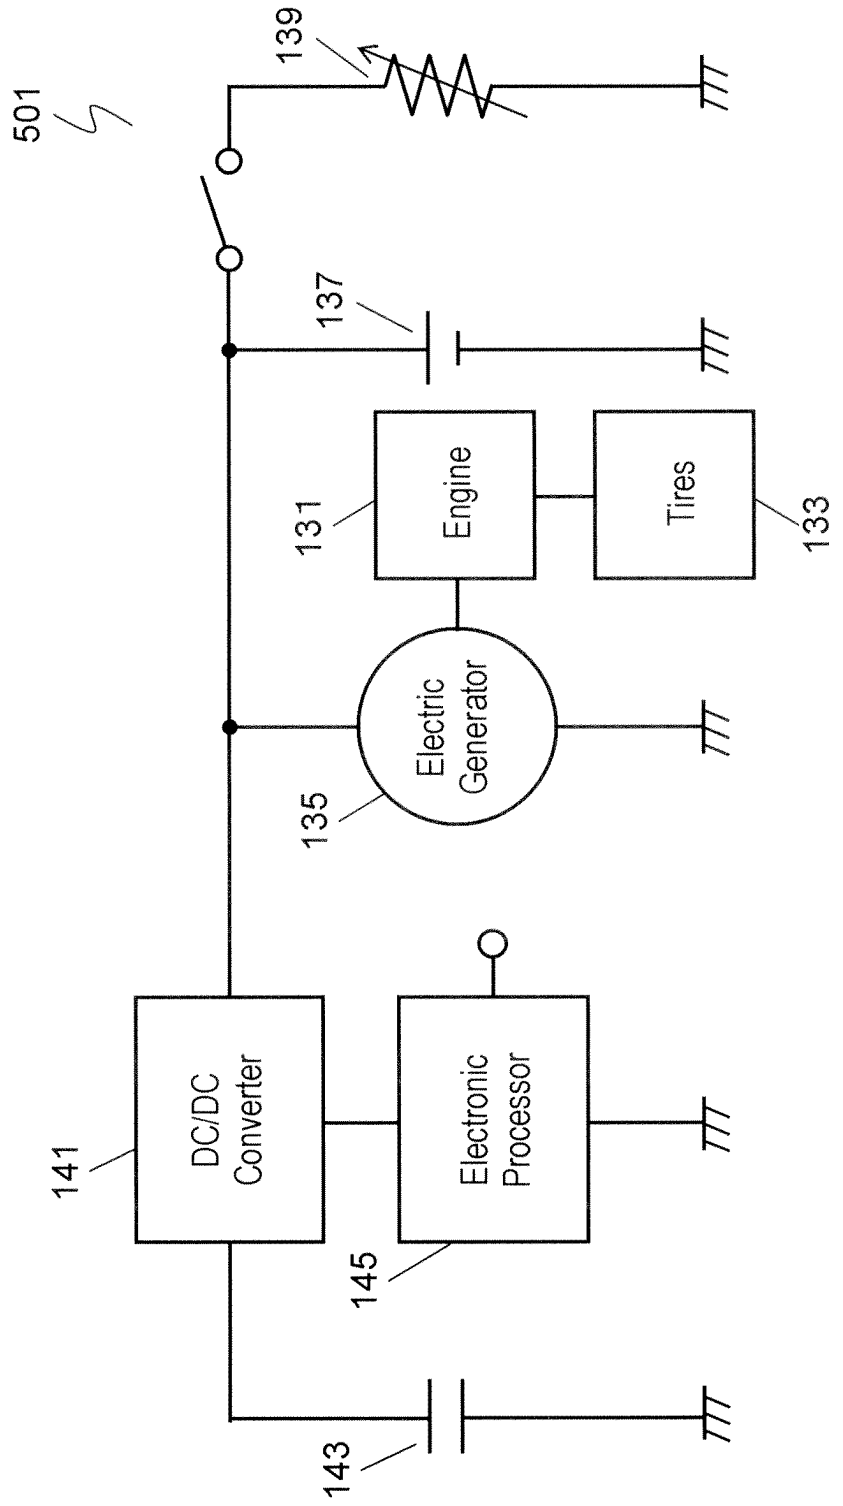 501
141
DC/DC
Converter
143
145
Electronic
Processor
135
Electric
Generator
131
Engine
Tires
133
137
139